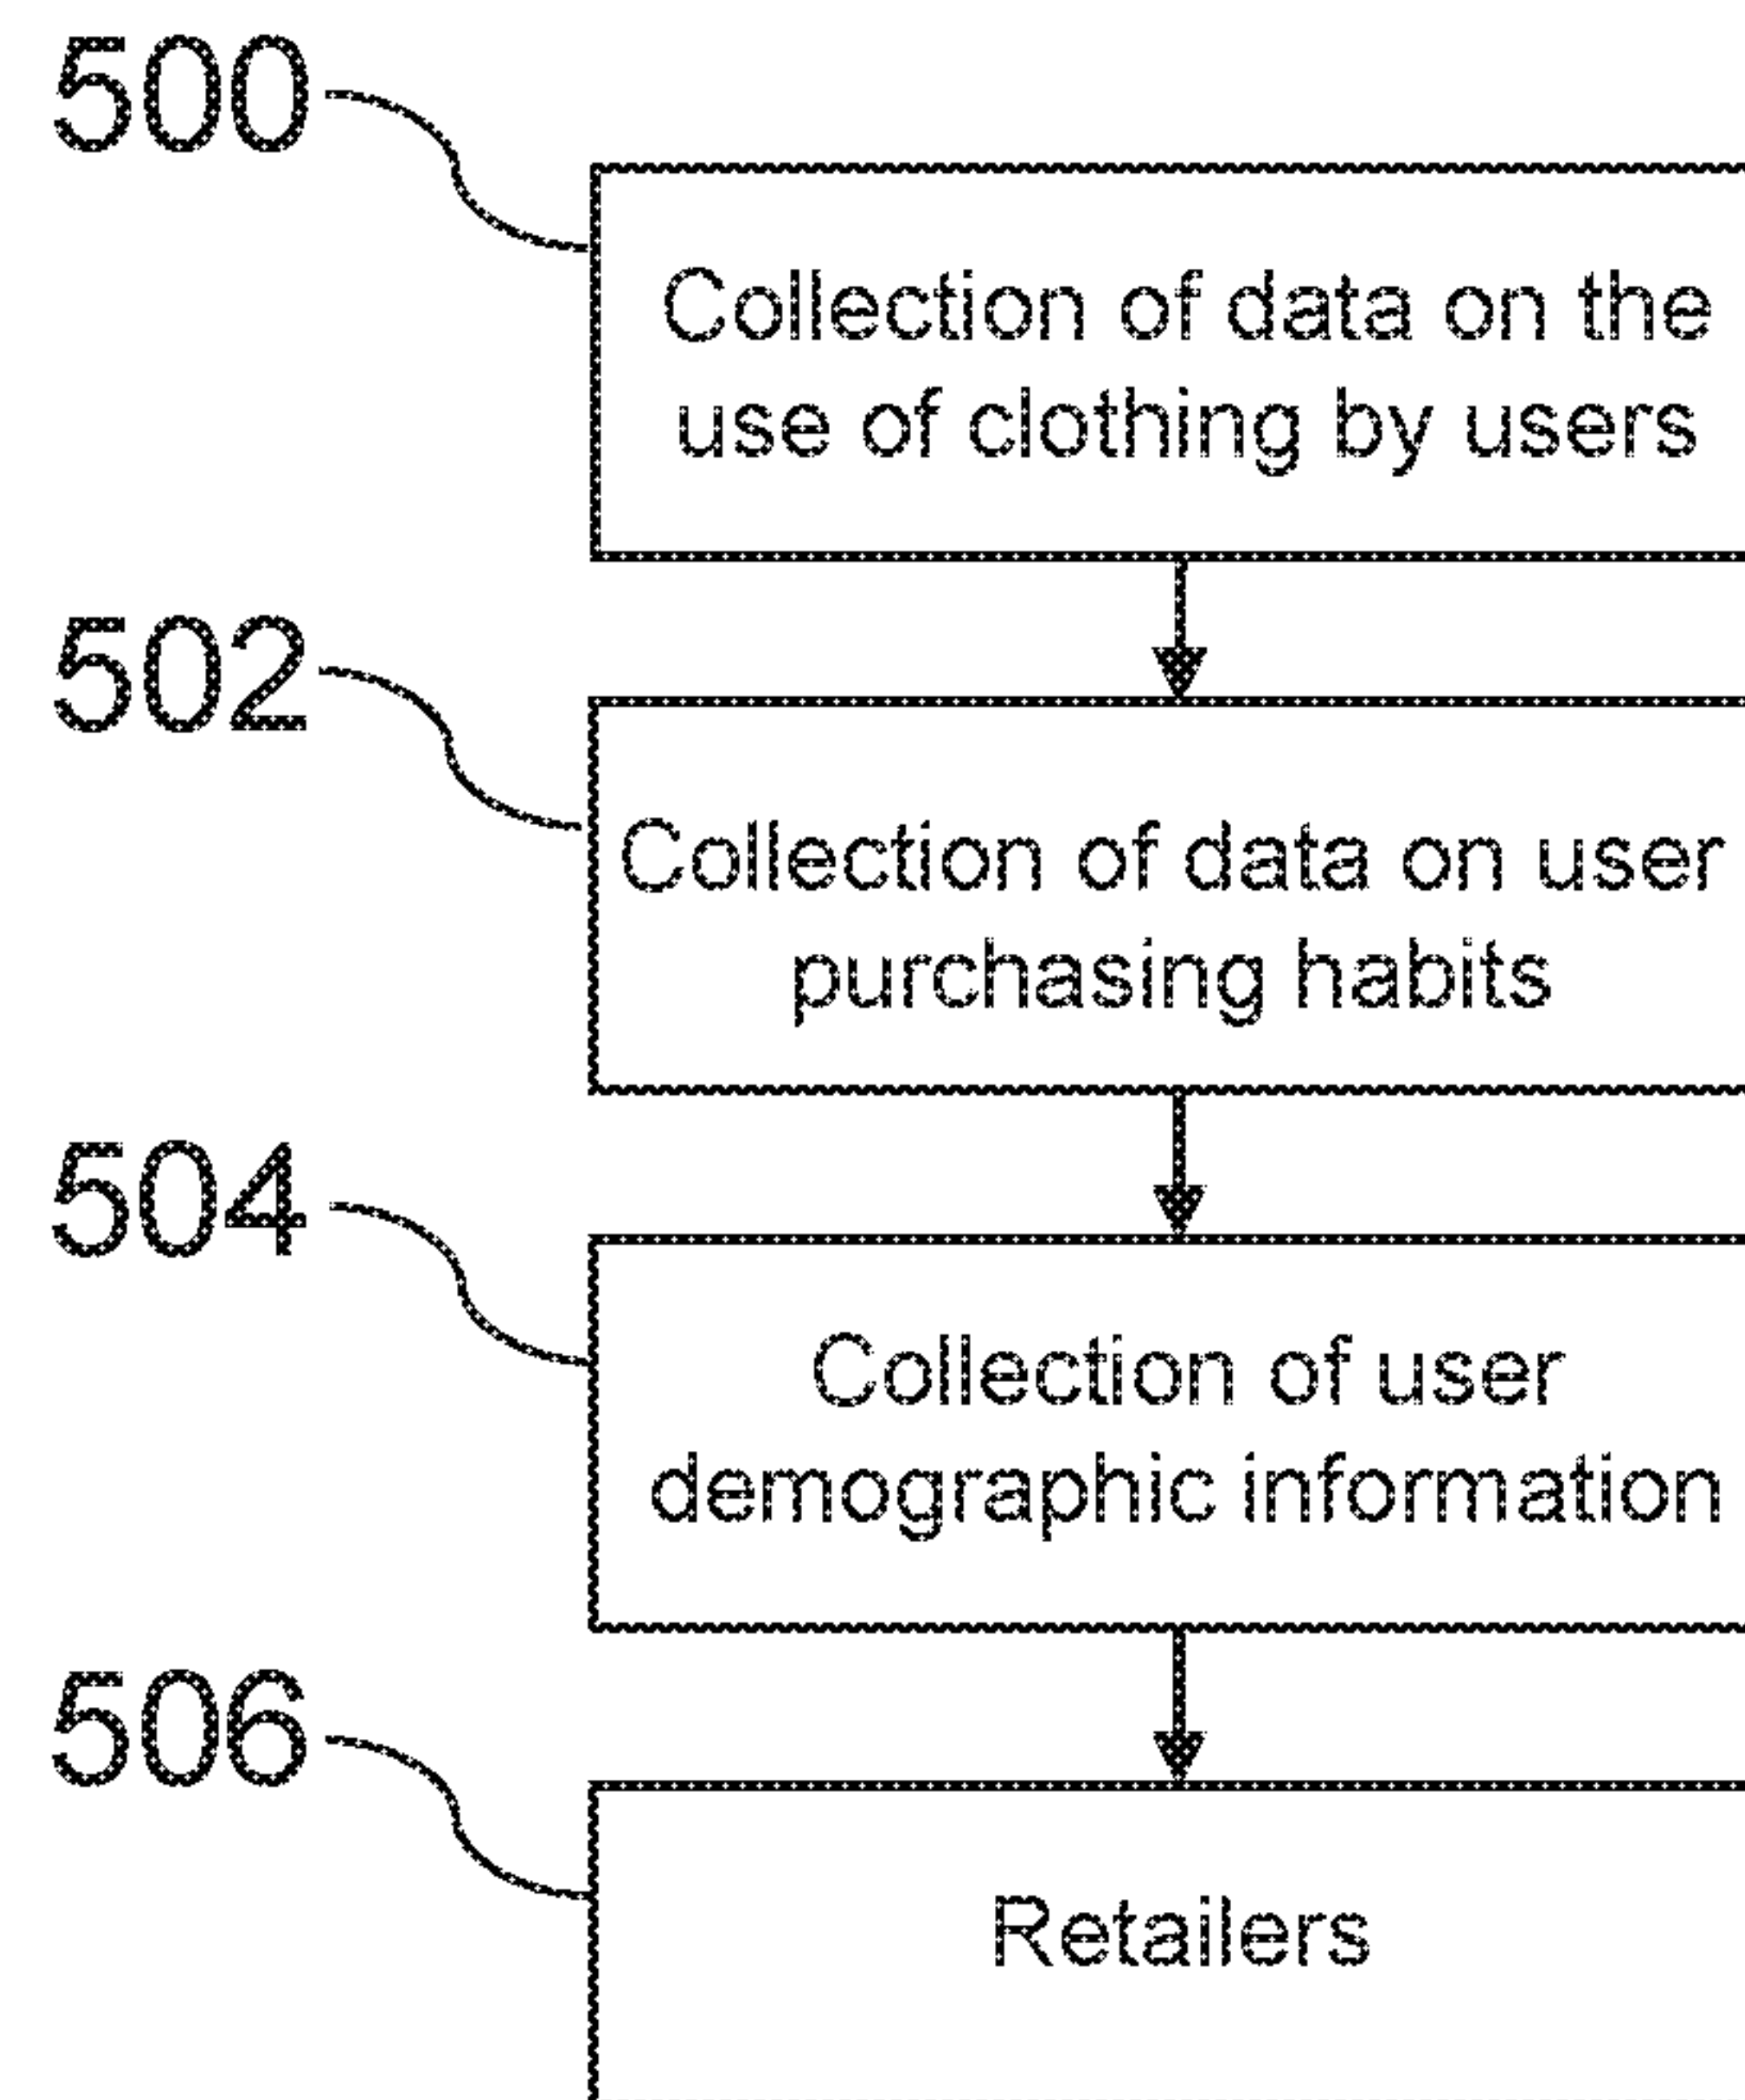 500
Collection of data on the
use of clothing by users
502
Collection of data on user
purchasing habits
504
Collection of user
demographic information
506
Retailers